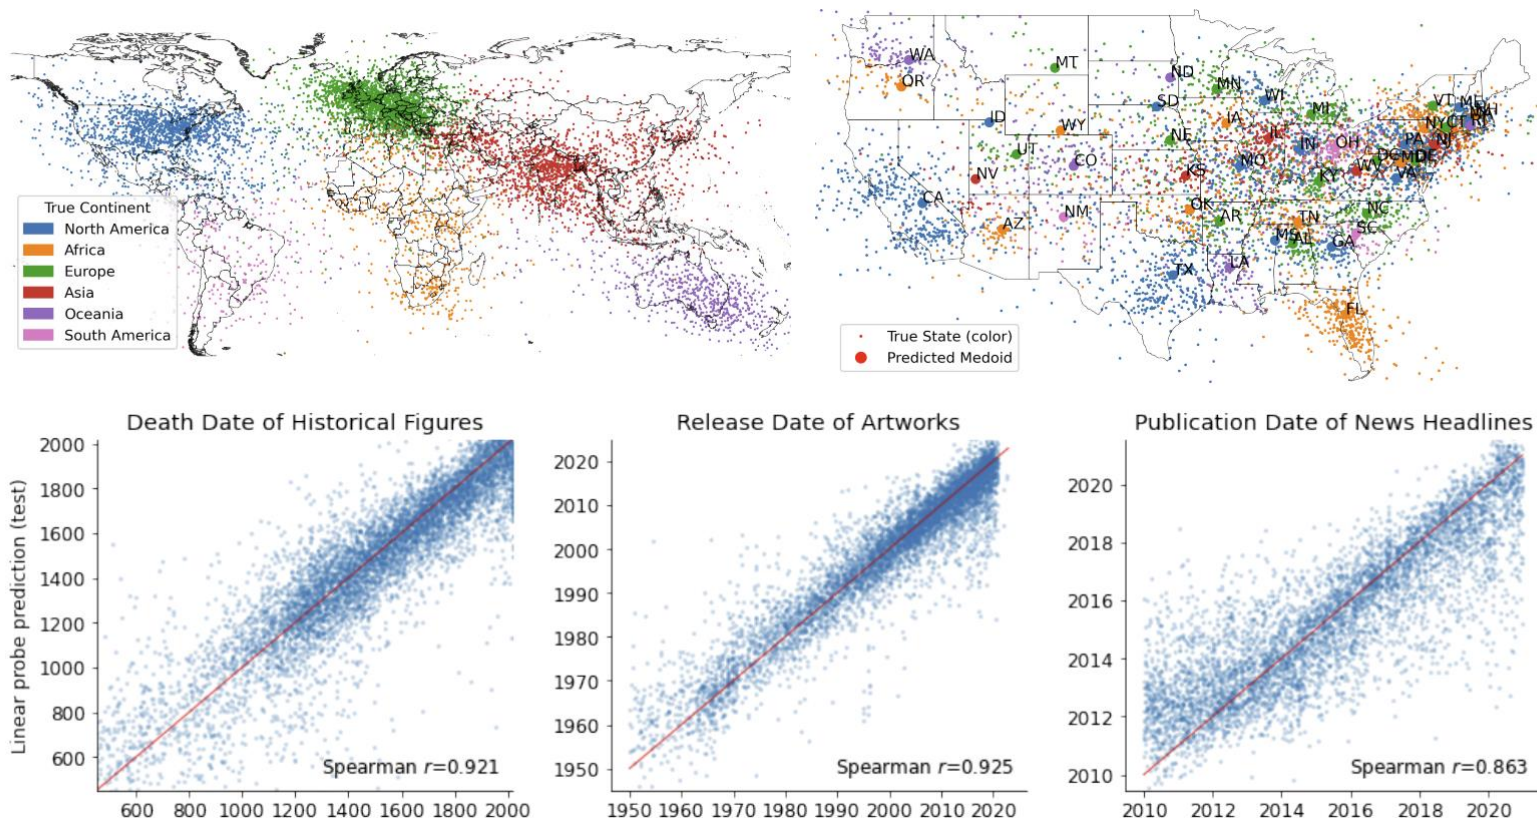 True Continent
North America
Africa
Europe
Asia
Oceania
South America
WA
OR
MT
ND
MN
ID
SD
WI
MI
VT
WY
IA
NY
CT
RI
UT
CO
NE
IL
IN
OH
PA
NJ
NV
KS
MO
KY
VA
CA
AZ
NM
OK
AR
TN
NC
SC
MS
AL
GA
TX
LA
FL
True State (color)
Predicted Medoid
Death Date of Historical Figures
Linear probe prediction (test)
2000
1800
1600
1400
1200
1000
800
600
Spearman r=0.921
600 800 1000 1200 1400 1600 1800 2000
Release Date of Artworks
2020
2010
2000
1990
1980
1970
1960
1950
Spearman r=0.925
1950 1960 1970 1980 1990 2000 2010 2020
Publication Date of News Headlines
2020
2018
2016
2014
2012
2010
Spearman r=0.863
2010 2012 2014 2016 2018 2020